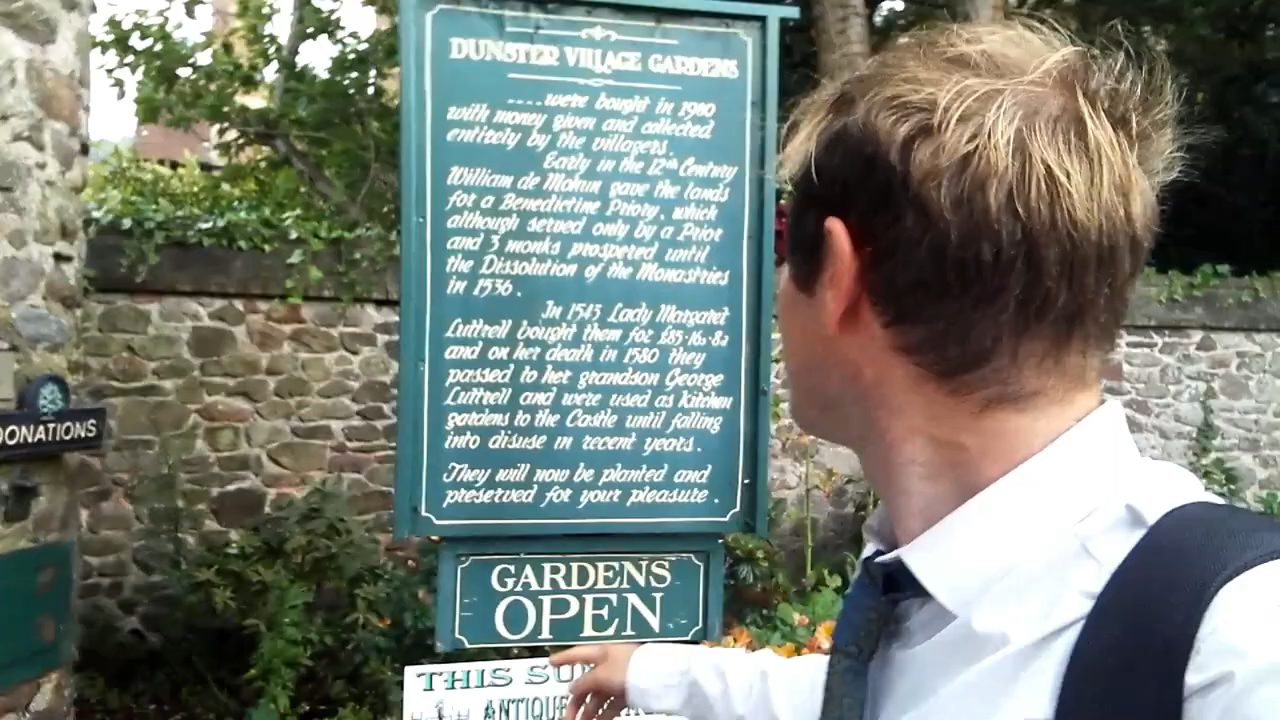 DUNSTER VILLAGE GARDENS
....were bought in 1980
with money given and collected
entirely by the villagers.
Early in the 12th Century
William de Mohun gave the lands
for a Benedictine Priory, which
although served only by a Prior
and 3 monks prospered until
the Dissolution of the Monastries
in 1536.
In 1543 Lady Margaret
Luttrell bought them for £85·16s·8d
and on her death in 1580 they
passed to her grandson George
Luttrell and were used as kitchen
gardens to the Castle until falling
into disuse in recent years.
They will now be planted and
preserved for your pleasure.
DONATIONS
GARDENS
OPEN
THIS
ANTIQUE